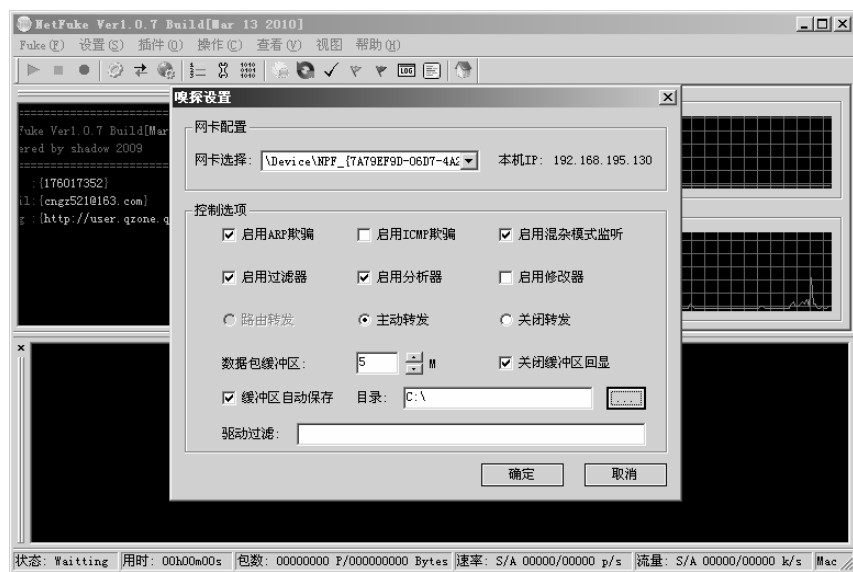 NetFuke Ver1.0.7 Build[Mar 13 2010]
Fuke(F) 设置(S) 插件(O) 操作(C) 查看(V) 视图 帮助(H)
LOG
嗅探设置
Fuke Ver1.0.7 Build[Mar
ared by shadow 2009
:{176017352}
il:{cngz521@163.com}
g :{http://user.qzone.q
网卡配置
网卡选择: \Device\NPF_{7A79EF9D-06D7-4A2 本机IP: 192.168.195.130
控制选项
启用ARP欺骗 启用ICMP欺骗 启用混杂模式监听
启用过滤器 启用分析器 启用修改器
路由转发 主动转发 关闭转发
数据包缓冲区: 5 M 关闭缓冲区回显
缓冲区自动保存 目录: C:\ ...
驱动过滤:
确定 取消
状态: Waitting 用时: 00h00m00s 包数: 00000000 P/000000000 Bytes 速率: S/A 00000/00000 p/s 流量: S/A 00000/00000 k/s Mac